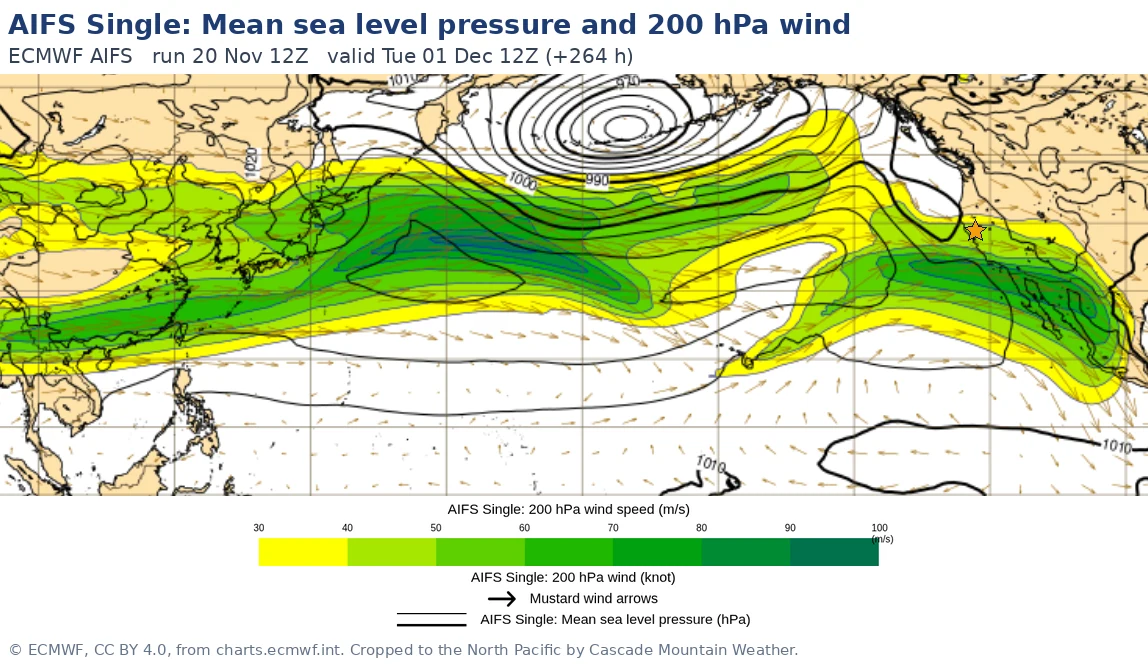 AIFS Single: Mean sea level pressure and 200 hPa wind
ECMWF AIFS   run 20 Nov 12Z   valid Tue 01 Dec 12Z (+264 h)
1010
970
1020
1000
990
1010
1010
AIFS Single: 200 hPa wind speed (m/s)
30 40 50 60 70 80 90 100
(m/s)
AIFS Single: 200 hPa wind (knot)
Mustard wind arrows
AIFS Single: Mean sea level pressure (hPa)
© ECMWF, CC BY 4.0, from charts.ecmwf.int. Cropped to the North Pacific by Cascade Mountain Weather.